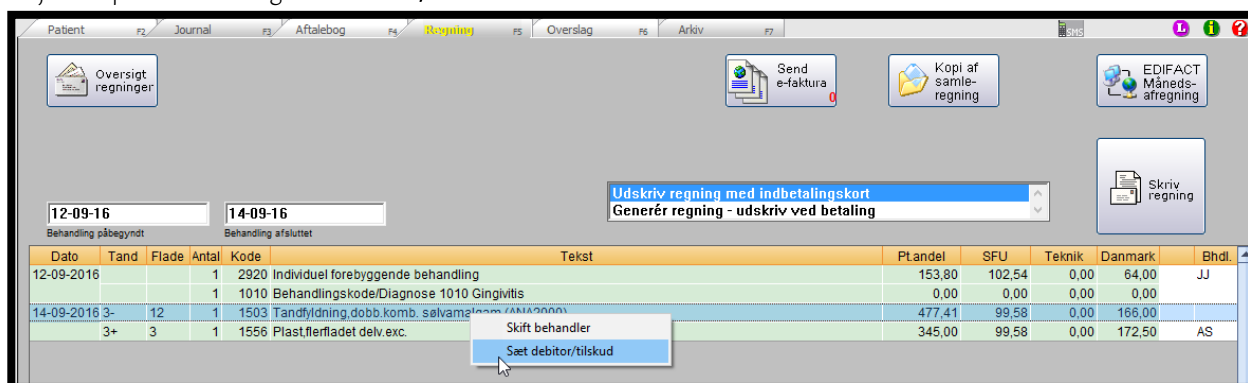 Patient F2 Journal F3 Aftalebog F4 Regning F5 Overslag F6 Arkiv F7 SMS L i ?
Oversigt
regninger
Send
e-faktura
0
Kopi af
samle-
regning
EDIFACT
Måneds-
afregning
Skriv
regning
Udskriv regning med indbetalingskort
Generér regning - udskriv ved betaling
12-09-16 14-09-16
Behandling påbegyndt Behandling afsluttet
Dato Tand Flade Antal Kode Tekst Pt.andel SFU Teknik Danmark Bhdl.
12-09-2016 1 2920 Individuel forebyggende behandling 153,80 102,54 0,00 64,00 JJ
1 1010 Behandlingskode/Diagnose 1010 Gingivitis 0,00 0,00 0,00 0,00
14-09-2016 3- 12 1 1503 Tandfyldning,dobb.komb. sølvamalgam (ANA2000) 477,41 99,58 0,00 166,00
3+ 3 1 1556 Plast,flerfladet delv.exc. 345,00 99,58 0,00 172,50 AS
Skift behandler
Sæt debitor/tilskud